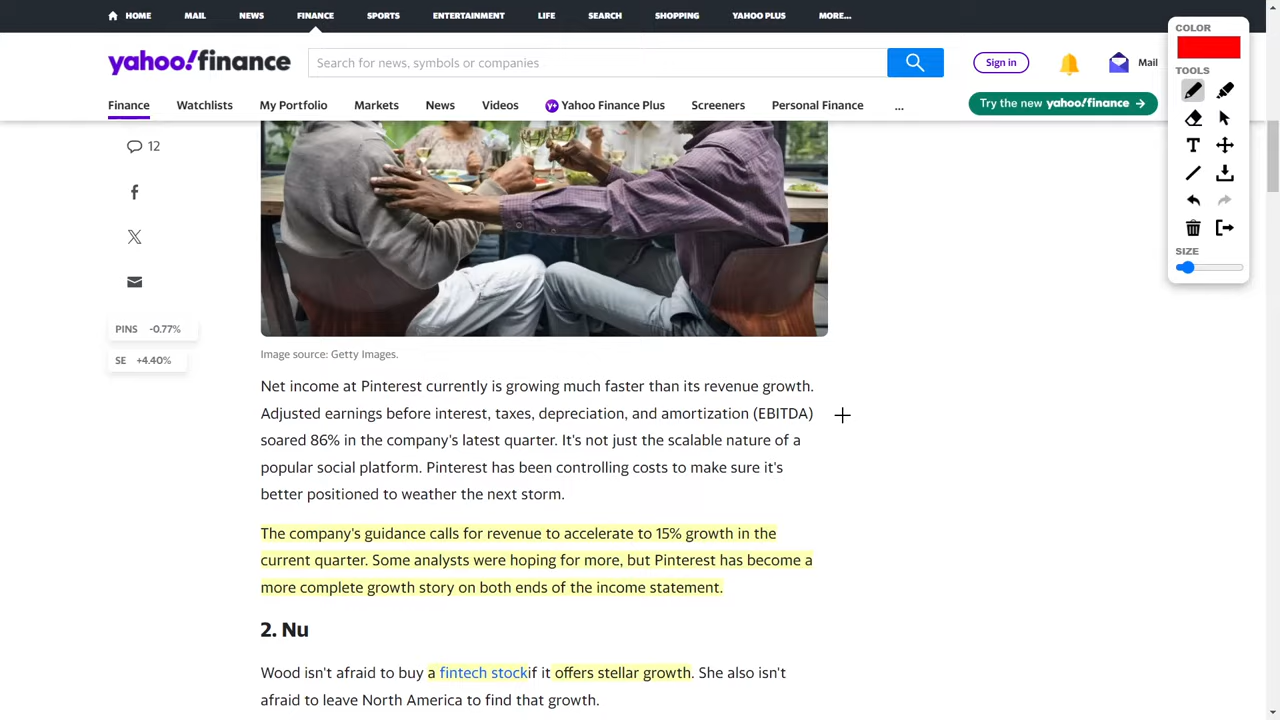 HOME MAIL NEWS FINANCE SPORTS ENTERTAINMENT LIFE SEARCH SHOPPING YAHOO PLUS MORE...
yahoo!finance Search for news, symbols or companies Sign in Mail
Finance Watchlists My Portfolio Markets News Videos Yahoo Finance Plus Screeners Personal Finance ... Try the new yahoo!finance →
COLOR
TOOLS
T
SIZE
12
PINS -0.77%
SE +4.40%
Image source: Getty Images.
Net income at Pinterest currently is growing much faster than its revenue growth.
Adjusted earnings before interest, taxes, depreciation, and amortization (EBITDA)
soared 86% in the company's latest quarter. It's not just the scalable nature of a
popular social platform. Pinterest has been controlling costs to make sure it's
better positioned to weather the next storm.
The company's guidance calls for revenue to accelerate to 15% growth in the
current quarter. Some analysts were hoping for more, but Pinterest has become a
more complete growth story on both ends of the income statement.
2. Nu
Wood isn't afraid to buy a fintech stockif it offers stellar growth. She also isn't
afraid to leave North America to find that growth.